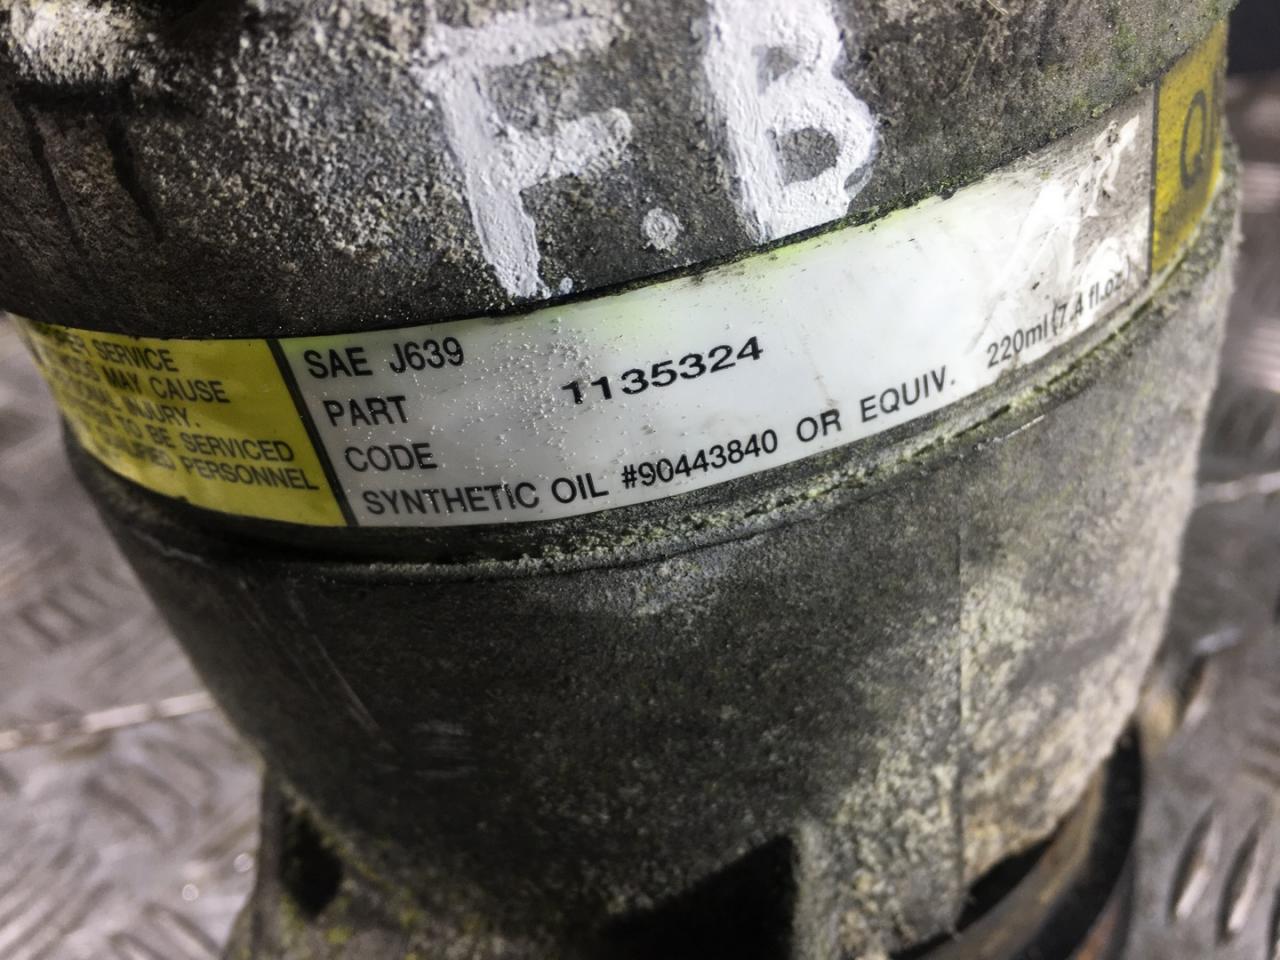 F.B
SERVICE
MAY CAUSE
INJURY.
TO BE SERVICED
PERSONNEL
SAE J639
PART 1135324
CODE
SYNTHETIC OIL #90443840 OR EQUIV. 220ml (7.4 fl.oz.)